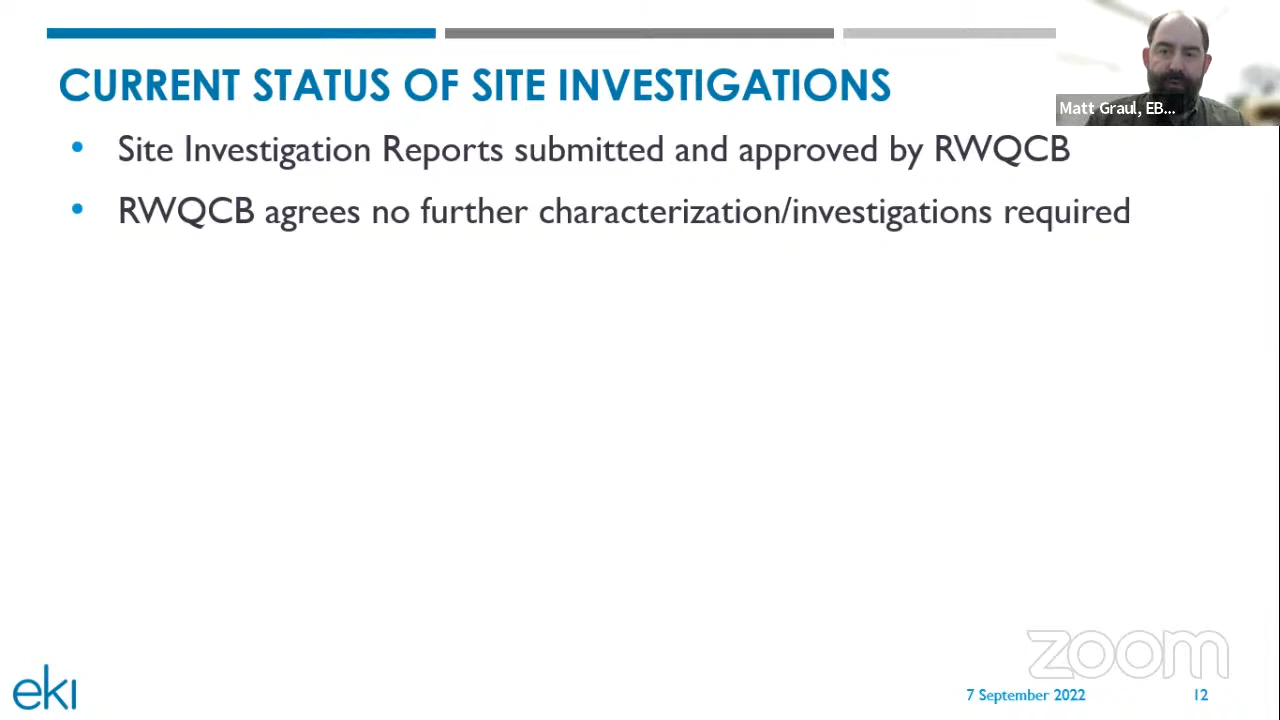 CURRENT STATUS OF SITE INVESTIGATIONS
Matt Graul, EB...
• Site Investigation Reports submitted and approved by RWQCB
• RWQCB agrees no further characterization/investigations required
zoom
eki
7 September 2022
12